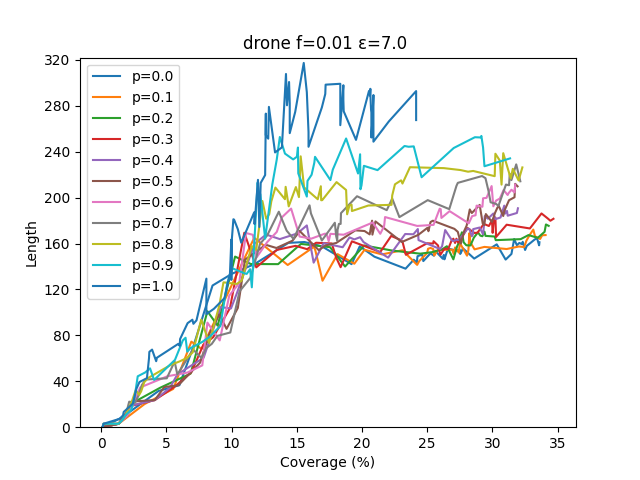 drone f=0.01 ε=7.0
320
280
240
200
160
120
80
40
0
Length
p=0.0
p=0.1
p=0.2
p=0.3
p=0.4
p=0.5
p=0.6
p=0.7
p=0.8
p=0.9
p=1.0
0 5 10 15 20 25 30 35
Coverage (%)